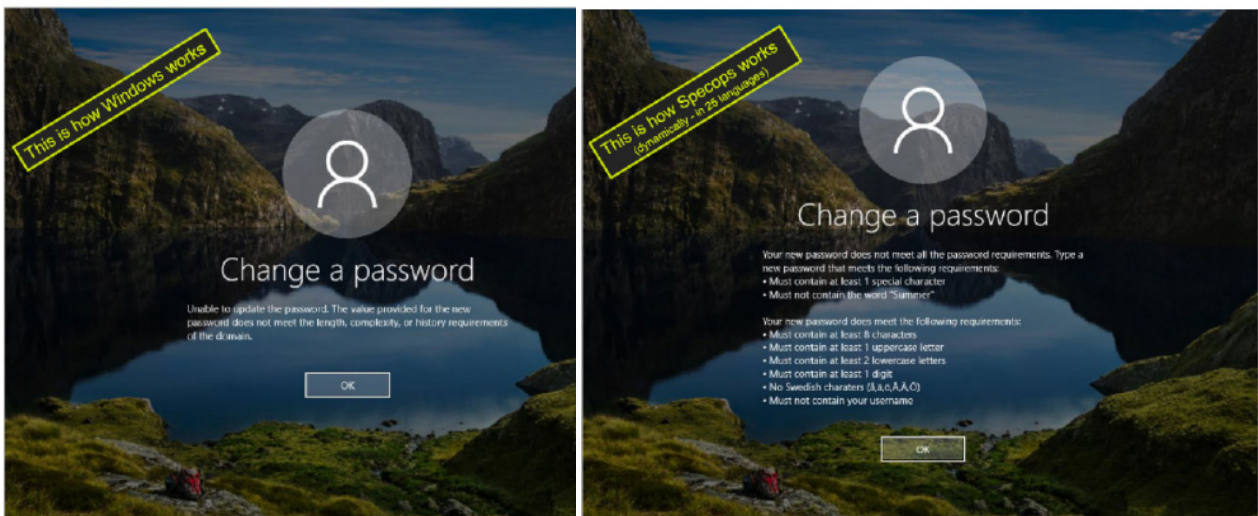 This is how Windows works
Change a password
Unable to update the password. The value provided for the new
password does not meet the length, complexity, or history requirements
of the domain.
OK
This is how Specops works
(dynamically - in 25 languages)
Change a password
Your new password does not meet all the password requirements. Type a
new password that meets the following requirements:
• Must contain at least 1 special character
• Must not contain the word "Summer"
Your new password does meet the following requirements:
• Must contain at least 8 characters
• Must contain at least 1 uppercase letter
• Must contain at least 2 lowercase letters
• Must contain at least 1 digit
• No Swedish charaters (å,ä,ö,Å,Ä,Ö)
• Must not contain your username
OK